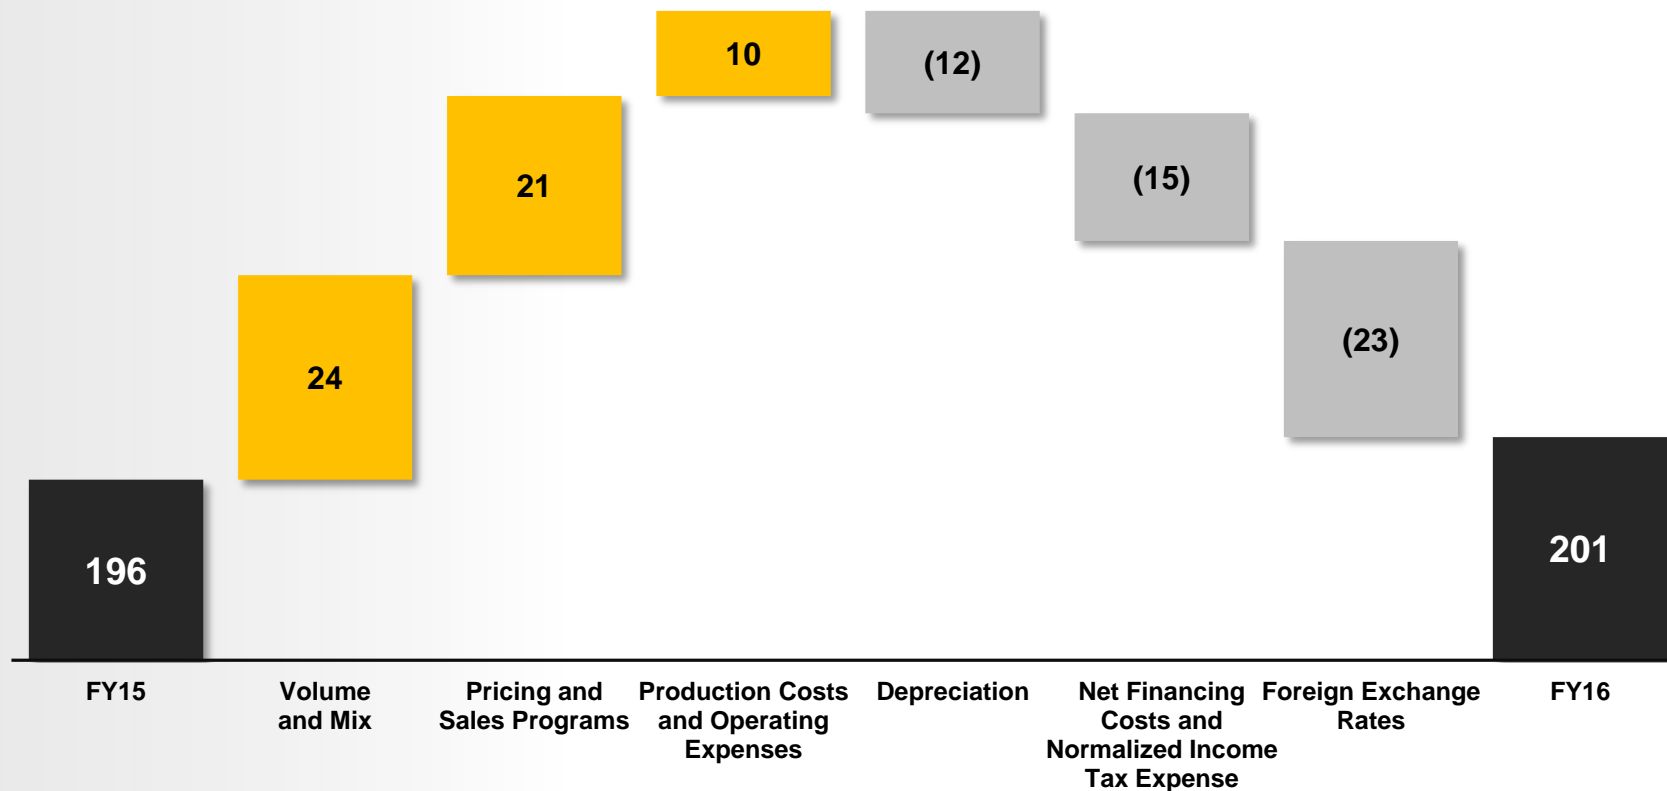 10
(12)
21
(15)
24
(23)
196
201
FY15
Volume
and Mix
Pricing and
Sales Programs
Production Costs
and Operating
Expenses
Depreciation
Net Financing
Costs and
Normalized Income
Tax Expense
Foreign Exchange
Rates
FY16